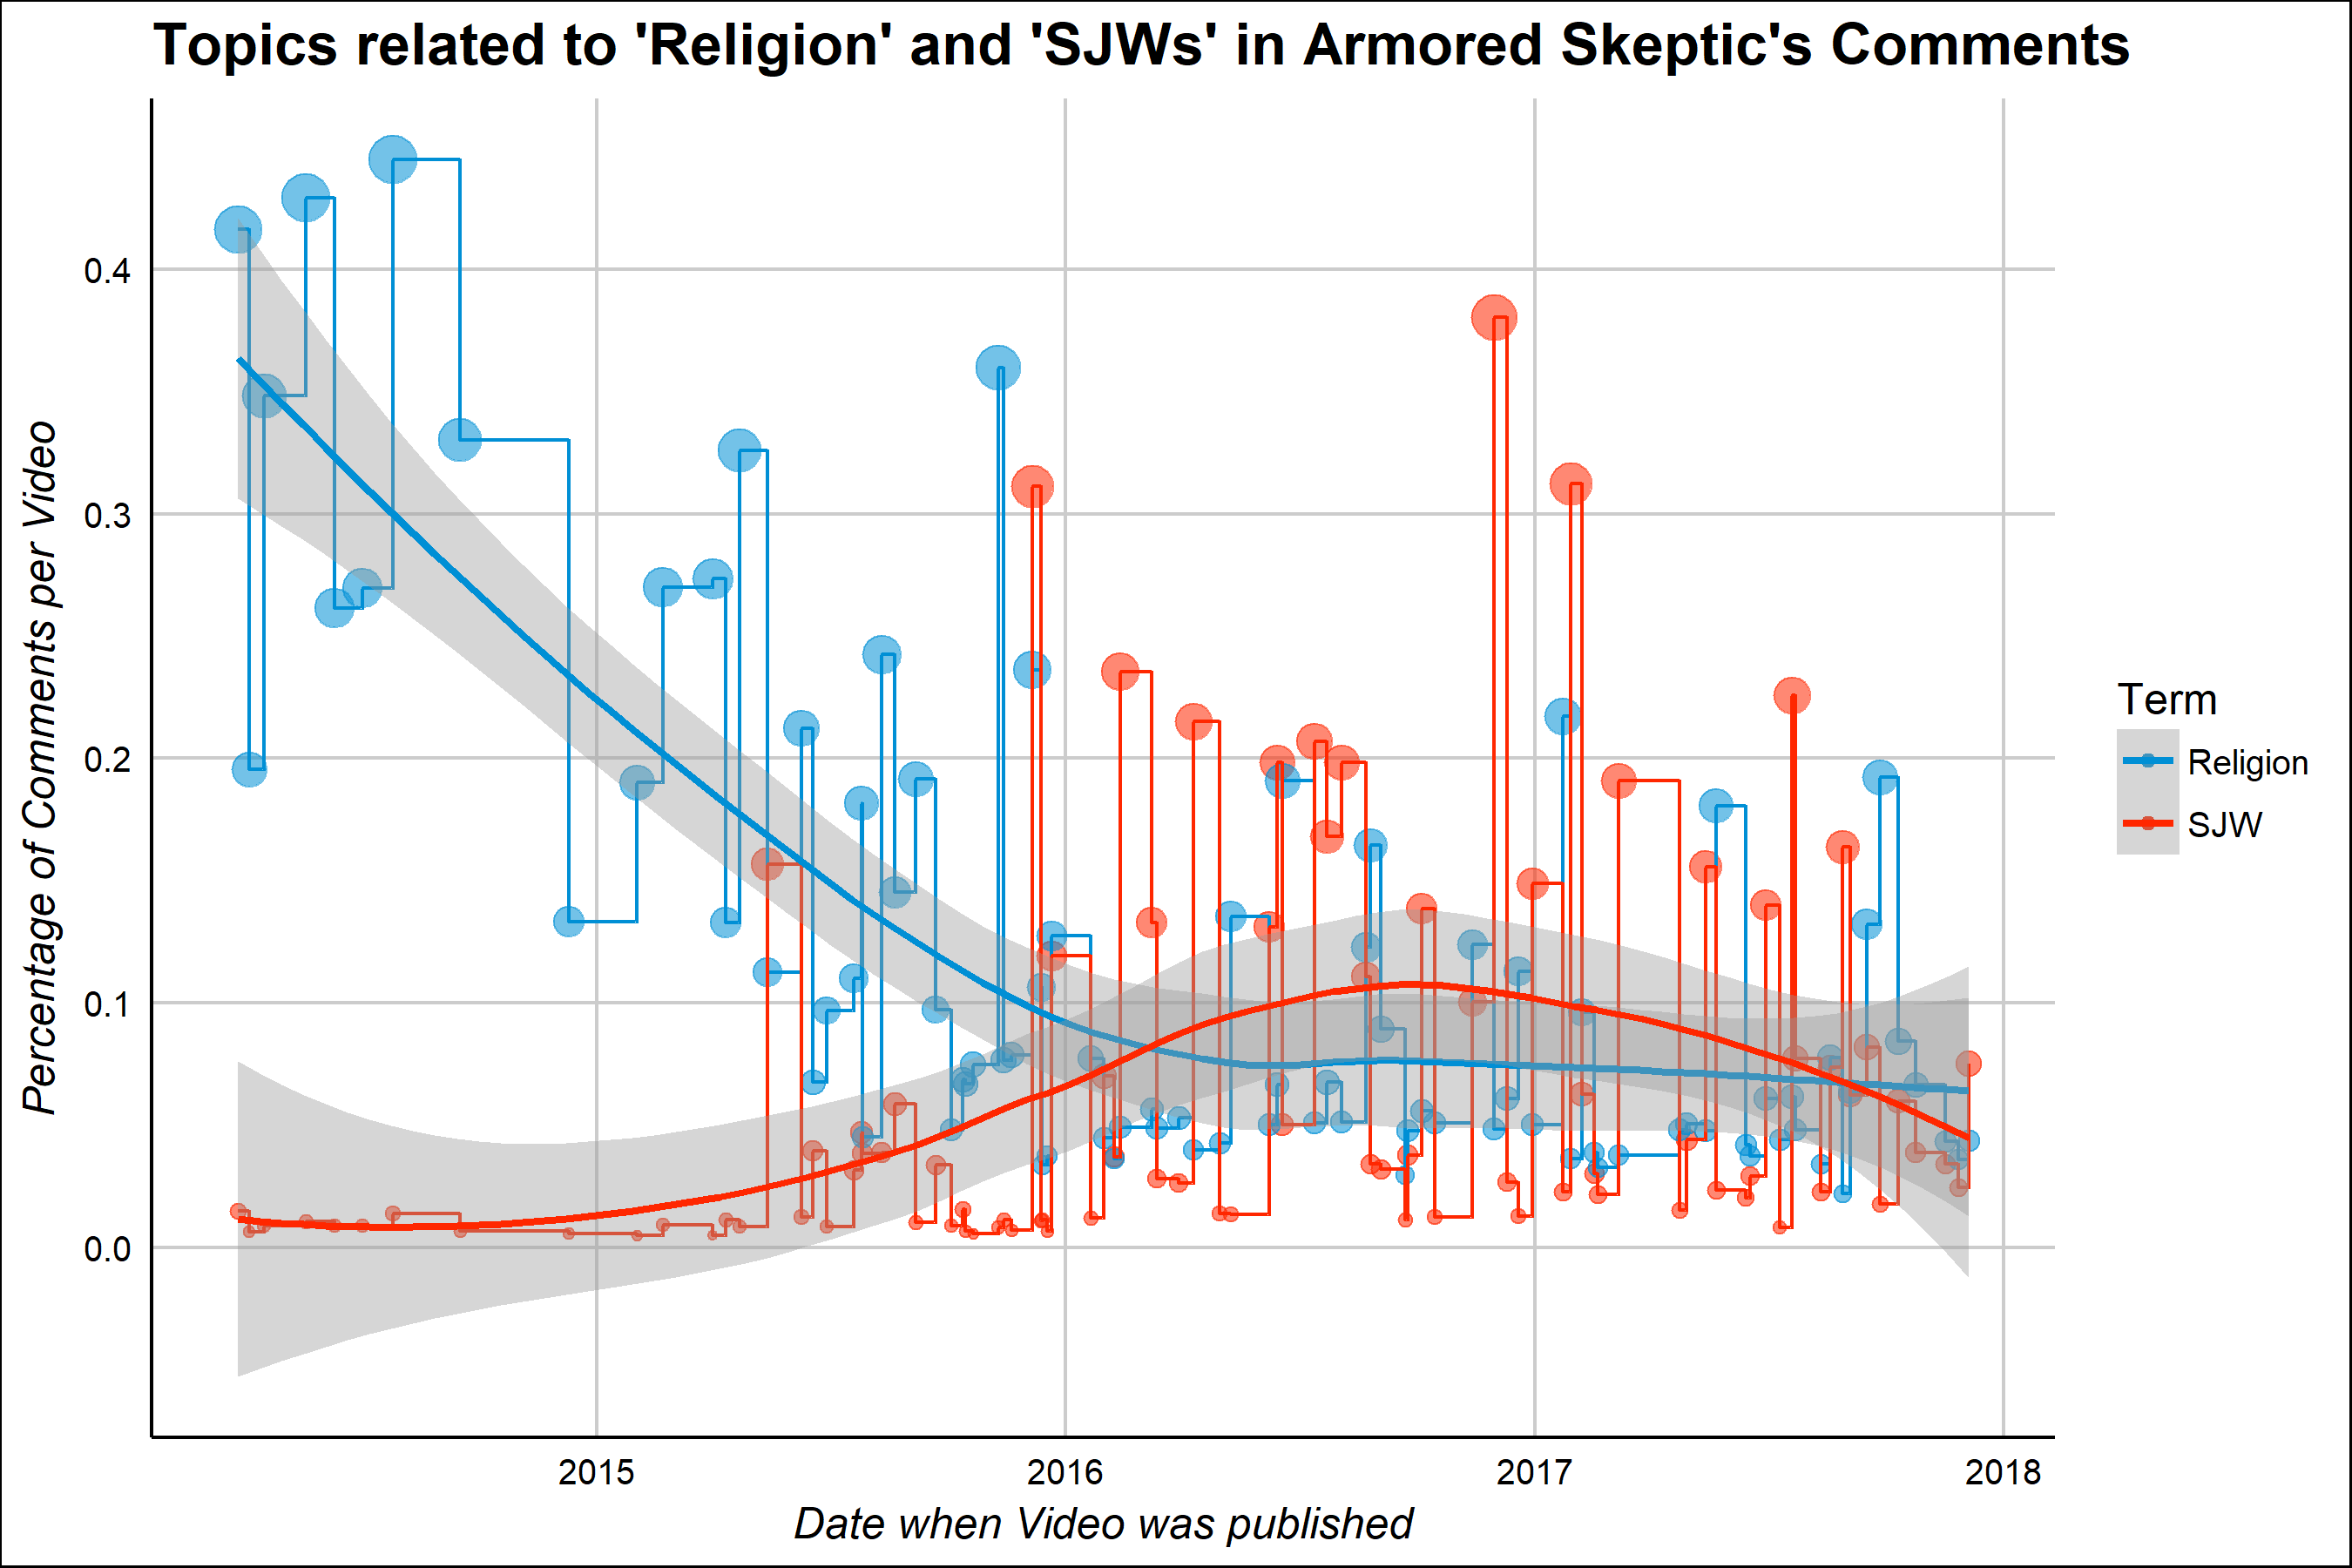 Topics related to 'Religion' and 'SJWs' in Armored Skeptic's Comments
Percentage of Comments per Video
0.4
0.3
0.2
0.1
0.0
2015
2016
2017
2018
Date when Video was published
Term
Religion
SJW